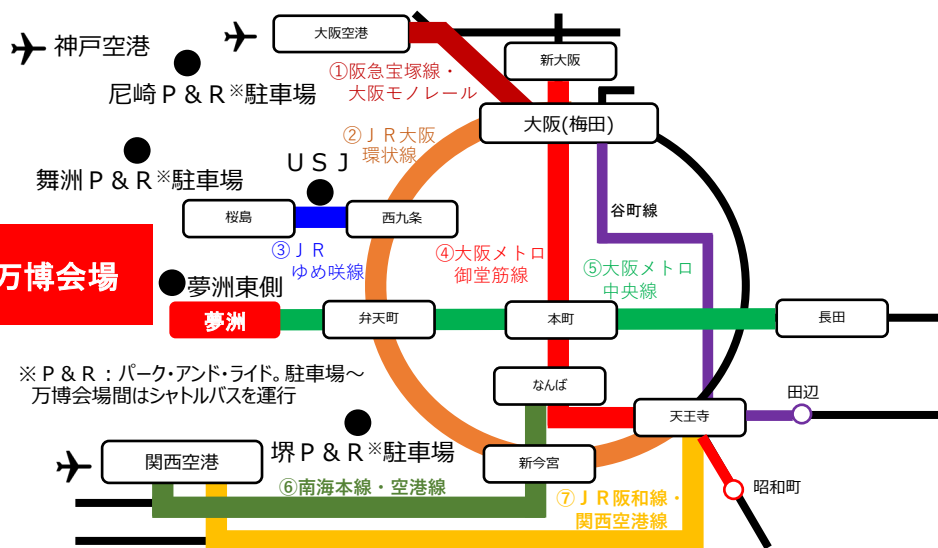 大阪空港
神戸空港
新大阪
①阪急宝塚線・
大阪モノレール
尼崎Ｐ＆Ｒ※駐車場
大阪(梅田)
②ＪＲ大阪
環状線
ＵＳＪ
舞洲Ｐ＆Ｒ※駐車場
桜島
西九条
谷町線
③ＪＲ
ゆめ咲線
④大阪メトロ
御堂筋線
⑤大阪メトロ
中央線
万博会場
夢洲東側
夢洲
弁天町
本町
長田
※Ｐ＆Ｒ：パーク・アンド・ライド。駐車場～
万博会場間はシャトルバスを運行
なんば
田辺
天王寺
堺Ｐ＆Ｒ※駐車場
関西空港
新今宮
⑥南海本線・空港線
昭和町
⑦ＪＲ阪和線・
関西空港線